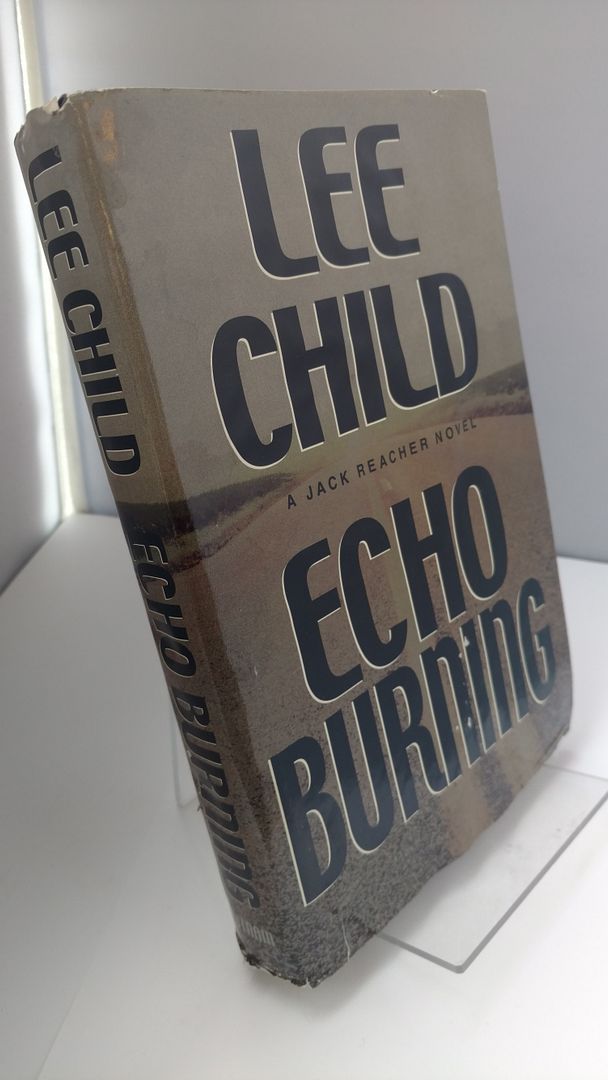 LEE CHILD ECHO BURNING
LEE
CHILD
A JACK REACHER NOVEL
ECHO
BURNING